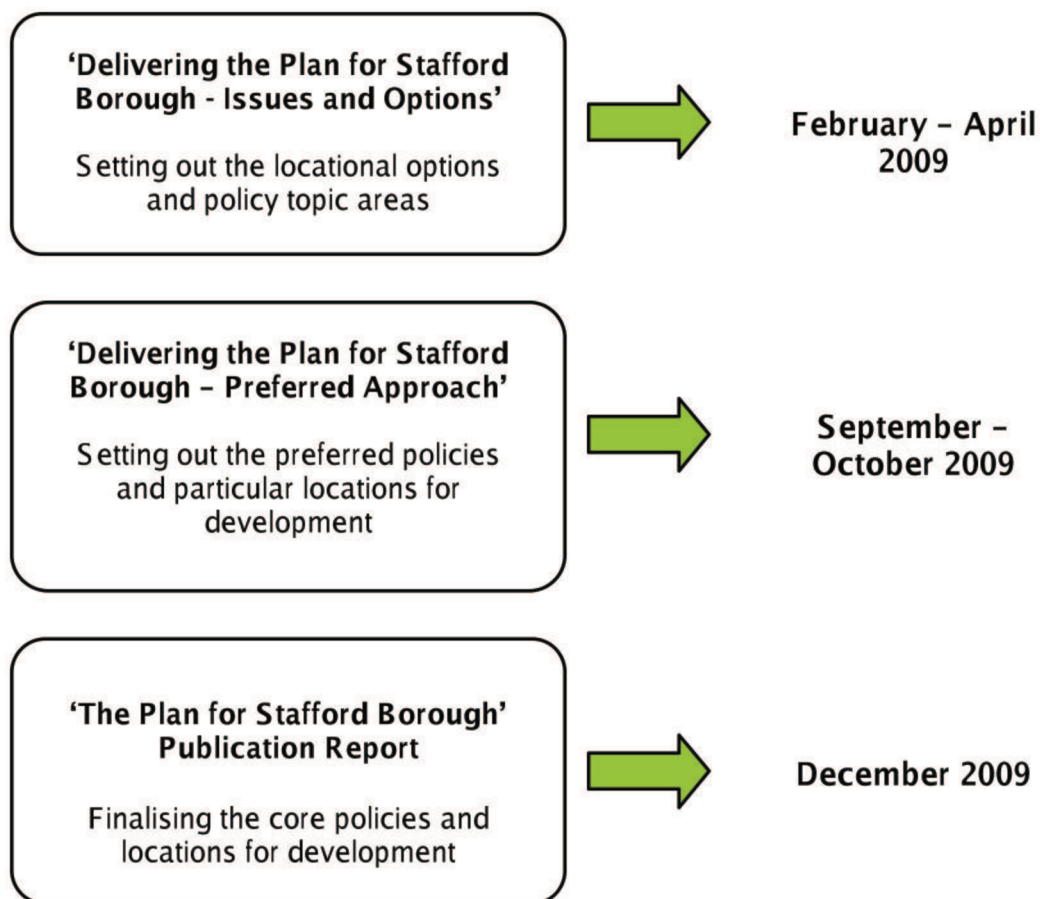 ‘Delivering the Plan for Stafford
Borough - Issues and Options’
Setting out the locational options
and policy topic areas
February – April
2009
‘Delivering the Plan for Stafford
Borough – Preferred Approach’
Setting out the preferred policies
and particular locations for
development
September –
October 2009
‘The Plan for Stafford Borough’
Publication Report
Finalising the core policies and
locations for development
December 2009